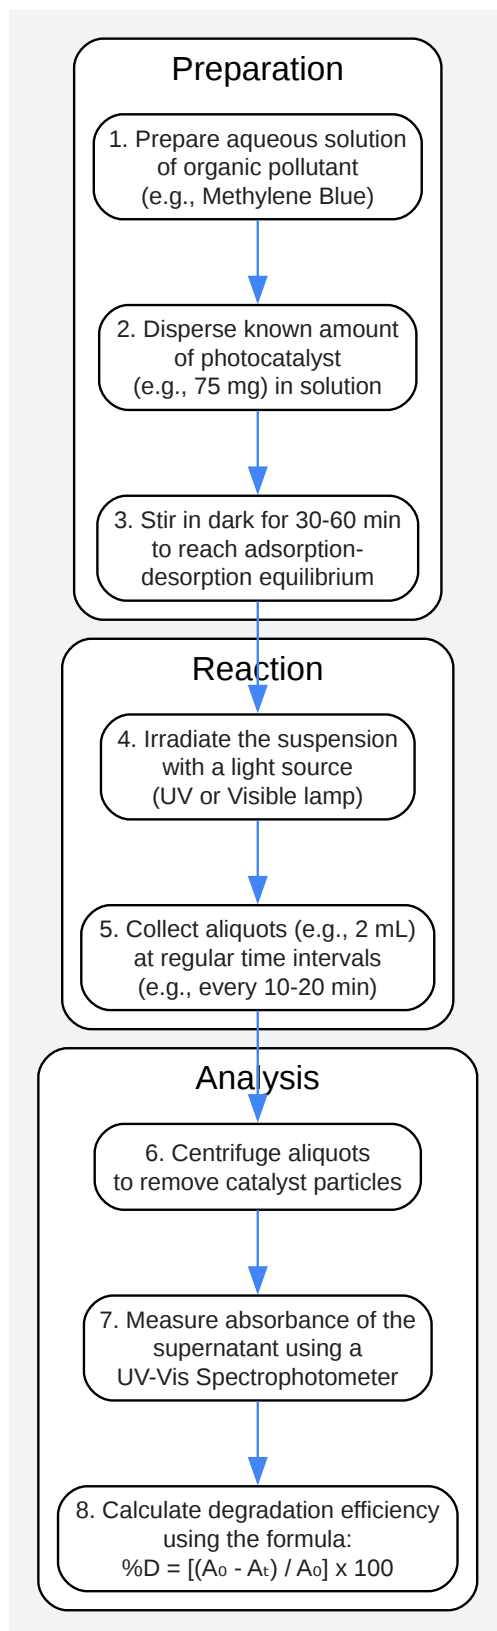 Preparation
1. Prepare aqueous solution
of organic pollutant
(e.g., Methylene Blue)
2. Disperse known amount
of photocatalyst
(e.g., 75 mg) in solution
3. Stir in dark for 30-60 min
to reach adsorption-
desorption equilibrium
Reaction
4. Irradiate the suspension
with a light source
(UV or Visible lamp)
5. Collect aliquots (e.g., 2 mL)
at regular time intervals
(e.g., every 10-20 min)
Analysis
6. Centrifuge aliquots
to remove catalyst particles
7. Measure absorbance of the
supernatant using a
UV-Vis Spectrophotometer
8. Calculate degradation efficiency
using the formula:
%D = [(A₀ - Aₜ) / A₀] x 100